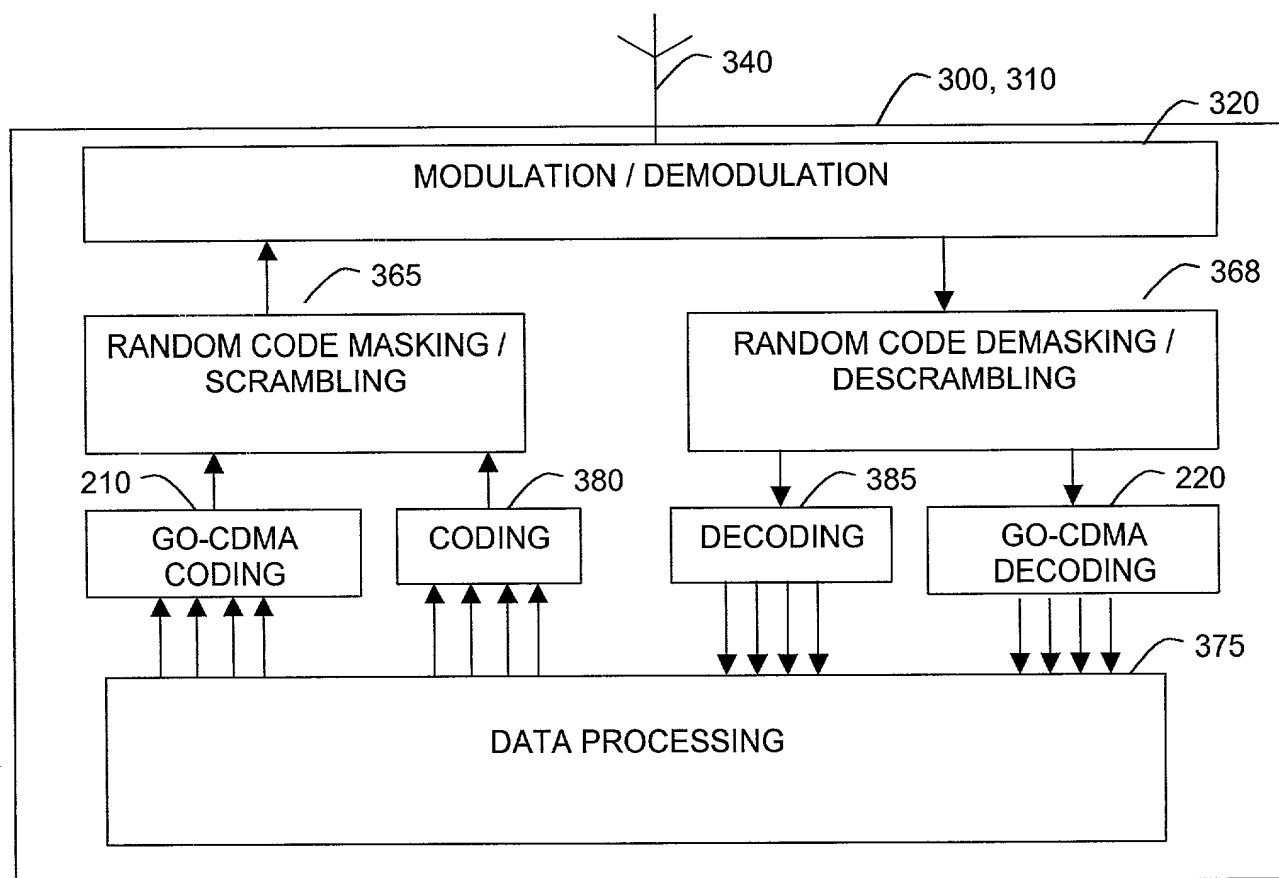 340
300, 310
320
MODULATION / DEMODULATION
365
368
RANDOM CODE MASKING /
SCRAMBLING
RANDOM CODE DEMASKING /
DESCRAMBLING
210
380
385
220
GO-CDMA
CODING
CODING
DECODING
GO-CDMA
DECODING
375
DATA PROCESSING